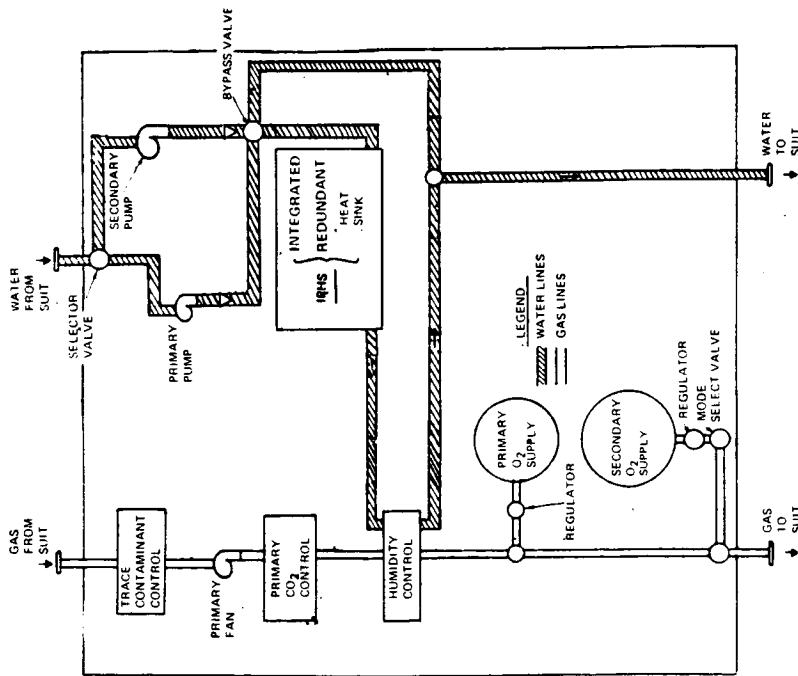 GAS
FROM
SUIT
WATER
FROM
SUIT
SELECTOR
VALVE
SECONDARY
PUMP
BYPASS VALVE
TRACE
CONTAMINANT
CONTROL
PRIMARY
FAN
PRIMARY
CO2
CONTROL
PRIMARY
PUMP
IRHS
INTEGRATED
REDUNDANT
HEAT
SINK
HUMIDITY
CONTROL
LEGEND
WATER LINES
GAS LINES
PRIMARY
O2
SUPPLY
REGULATOR
SECONDARY
O2
SUPPLY
REGULATOR
MODE
SELECT VALVE
GAS
TO
SUIT
WATER
TO
SUIT